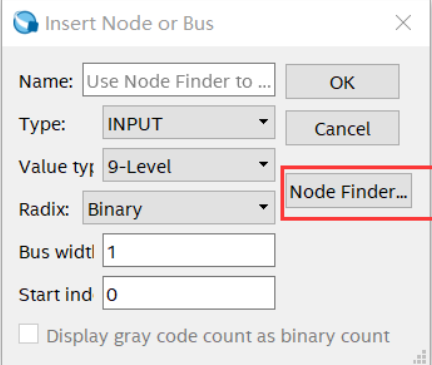 Insert Node or Bus
Name: Use Node Finder to ... OK
Type: INPUT Cancel
Value typ 9-Level
Node Finder...
Radix: Binary
Bus widtl 1
Start ind 0
Display gray code count as binary count